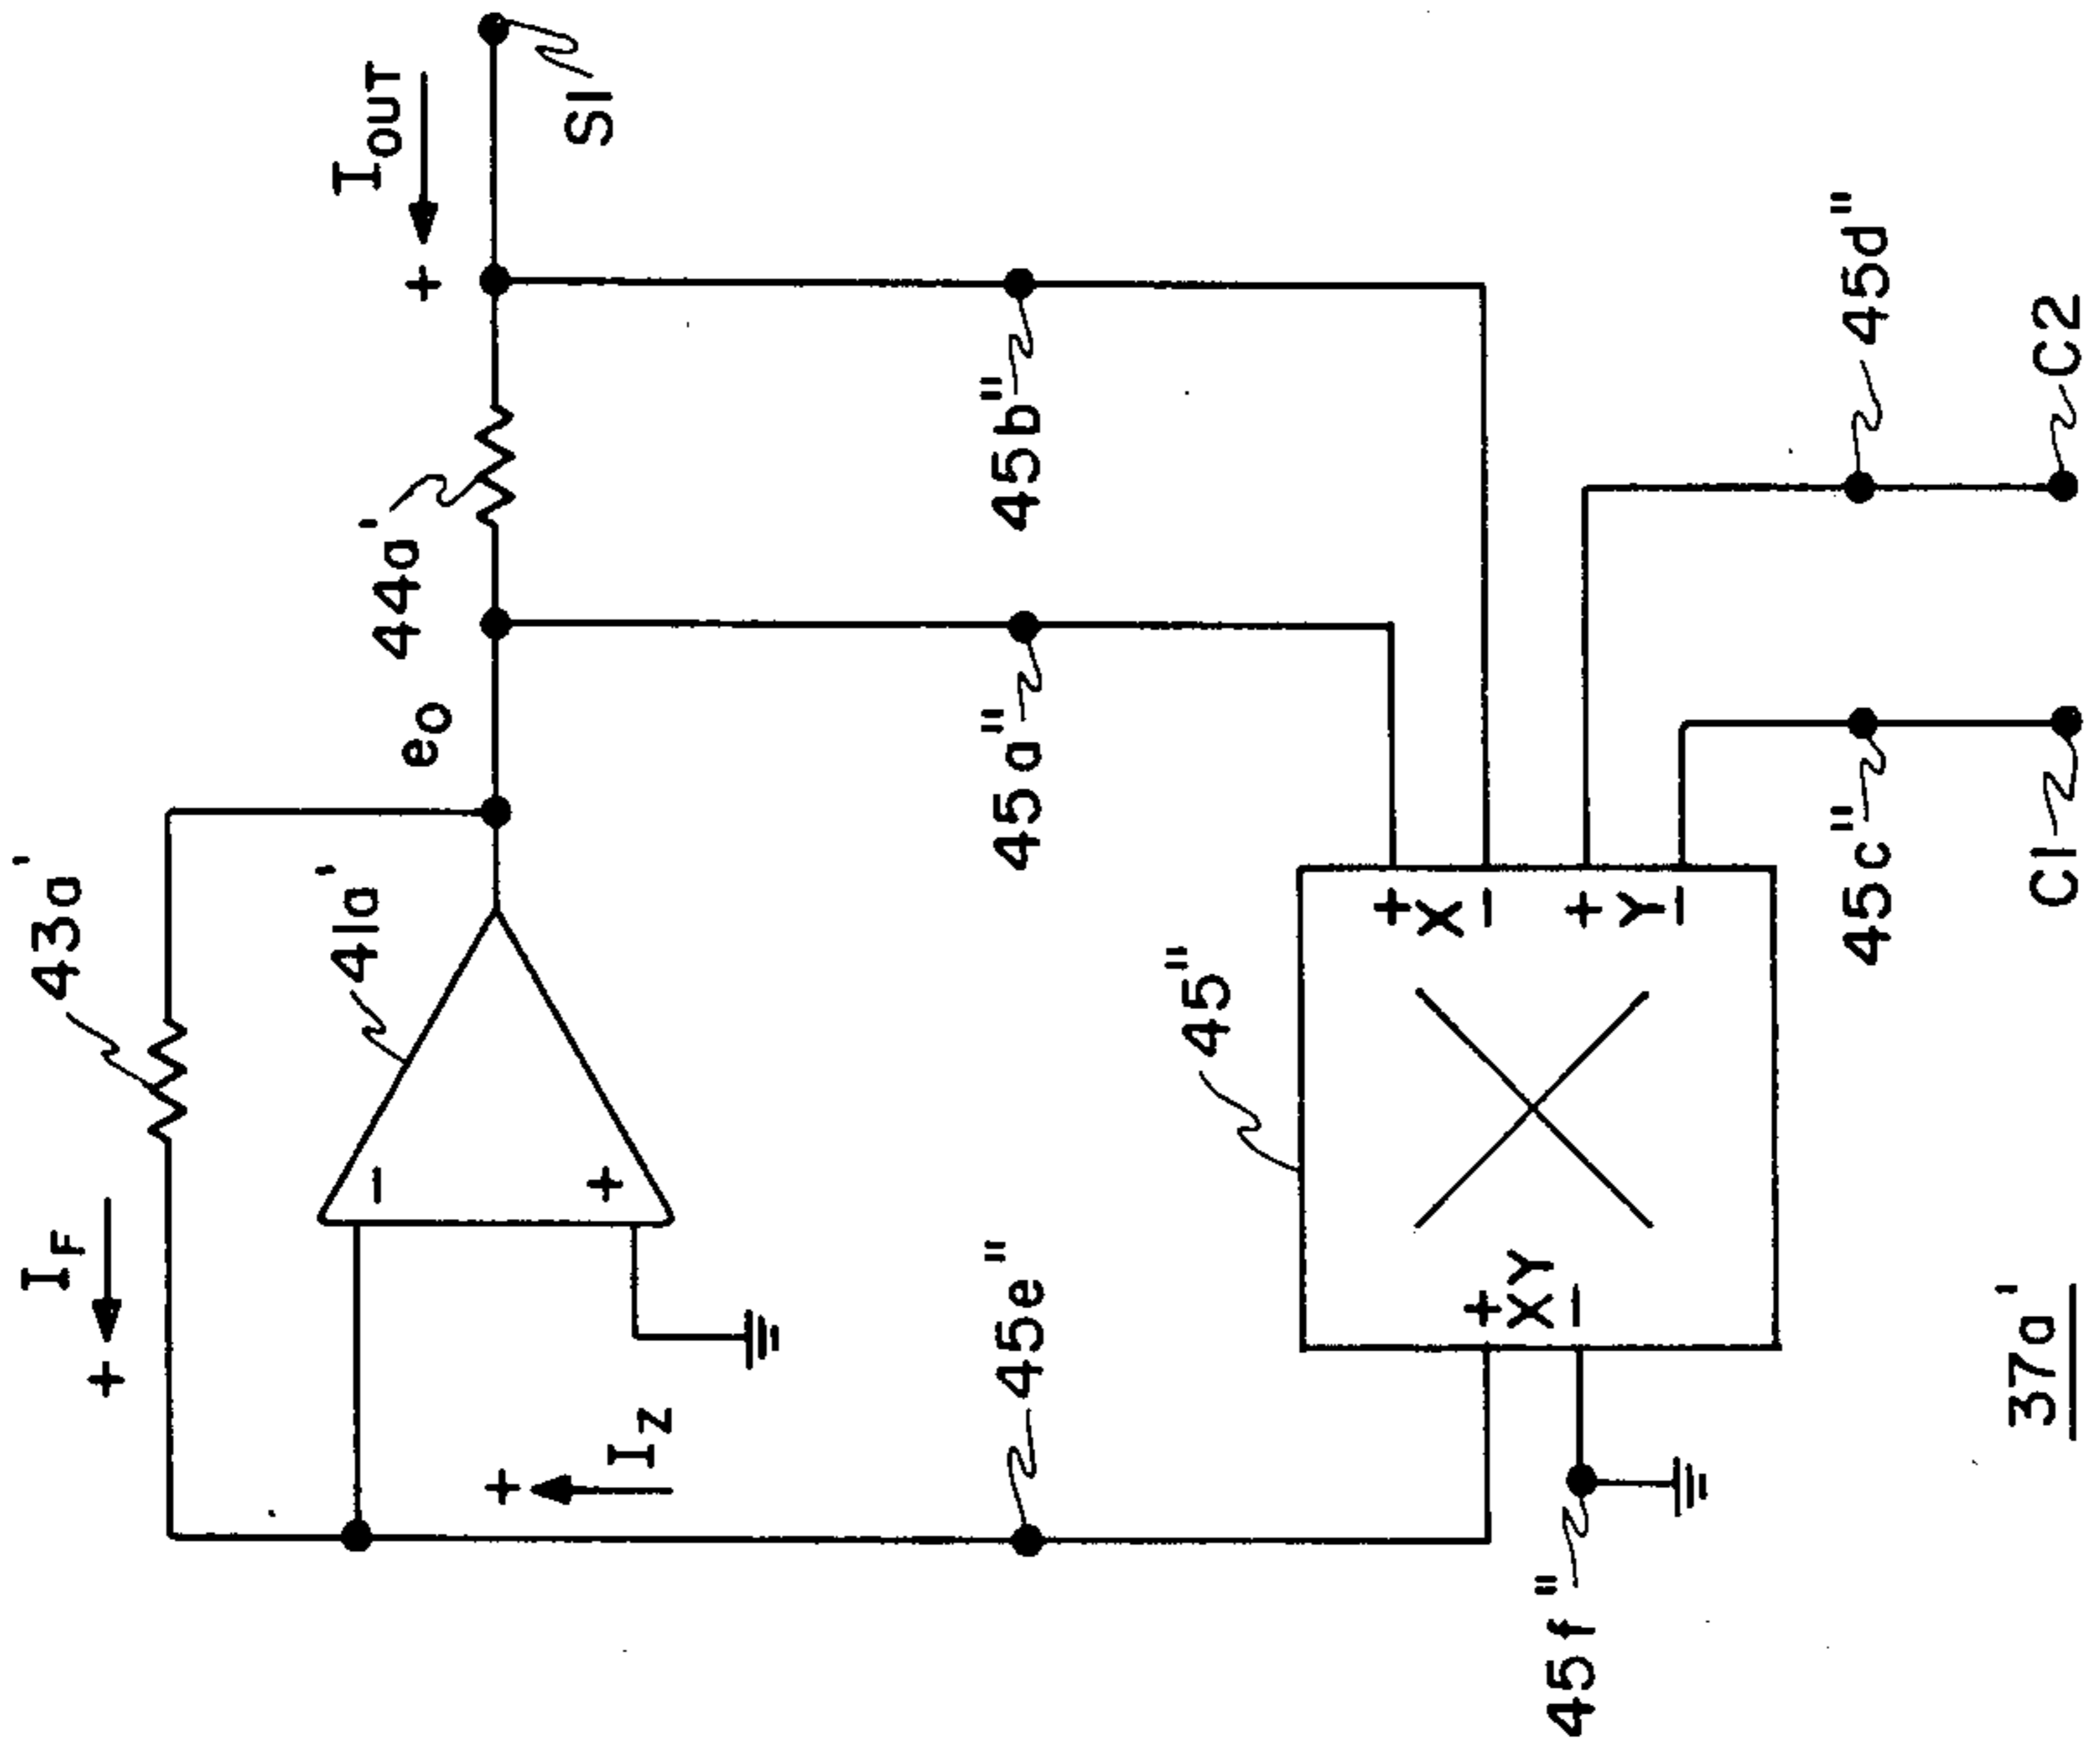 43a'
I_F
+
41a'
−
+
e_O
44a'
I_OUT
+
S1
+
I_Z
45e"
45a"
45b"
45"
+
X
−
+
Y
−
+
XY
−
45f"
45c"
45d"
C1
C2
37a'